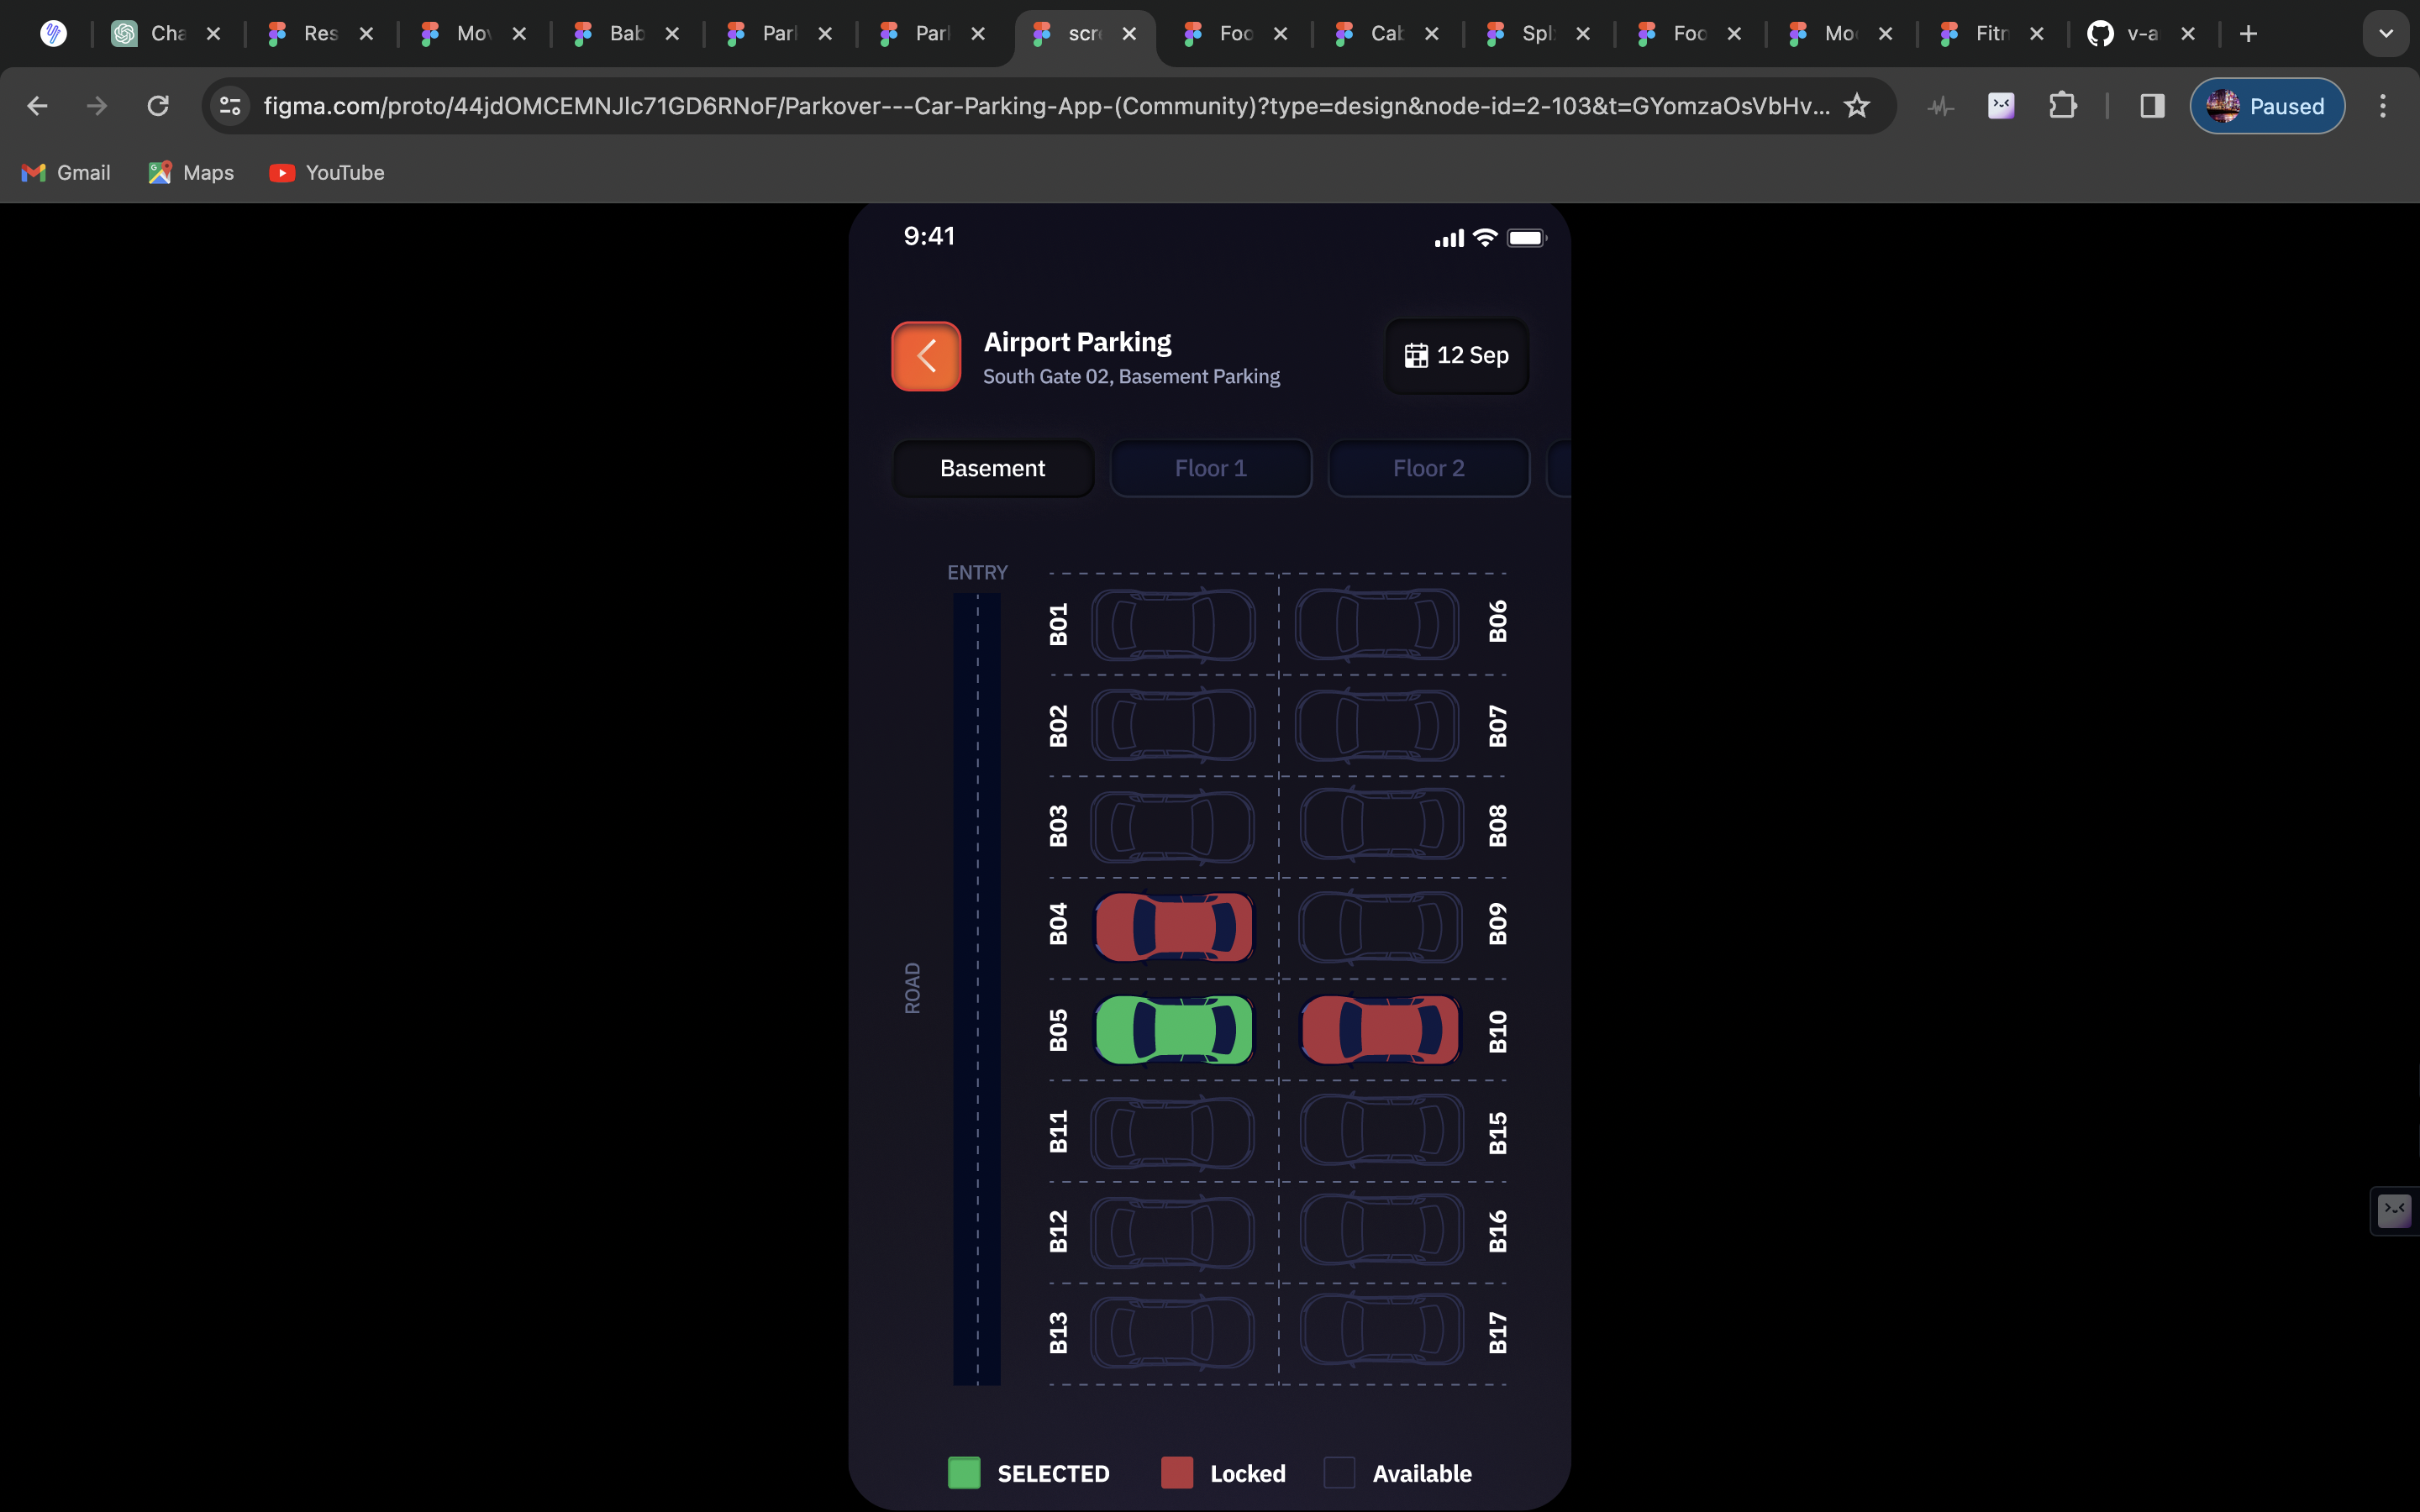 Cha Res Mov Bab Parl Parl scre Foo Cab Spl Foo Mo Fitn v-a
figma.com/proto/44jdOMCEMNJlc71GD6RNoF/Parkover---Car-Parking-App-(Community)?type=design&node-id=2-103&t=GYomzaOsVbHv... Paused
Gmail Maps YouTube
9:41
Airport Parking
South Gate 02, Basement Parking
12 Sep
Basement Floor 1 Floor 2
ENTRY
ROAD
B01 B06
B02 B07
B03 B08
B04 B09
B05 B10
B11 B15
B12 B16
B13 B17
SELECTED Locked Available